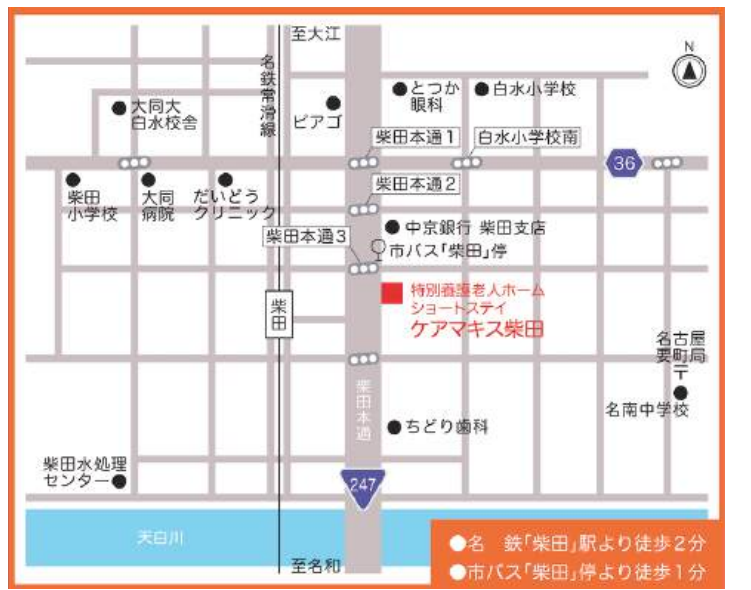 至大江
N
名鉄常滑線
とつか
眼科
白水小学校
大同大
白水校舎
ピアゴ
柴田本通1
白水小学校南
36
柴田
小学校
大同
病院
だいどう
クリニック
柴田本通2
中京銀行 柴田支店
柴田本通3
市バス「柴田」停
特別養護老人ホーム
ショートステイ
ケアマキス柴田
柴田
名古屋
要町局
〒
名南中学校
柴田本通
ちどり歯科
柴田水処理
センター
247
天白川
至名和
●名 鉄「柴田」駅より徒歩2分
●市バス「柴田」停より徒歩1分